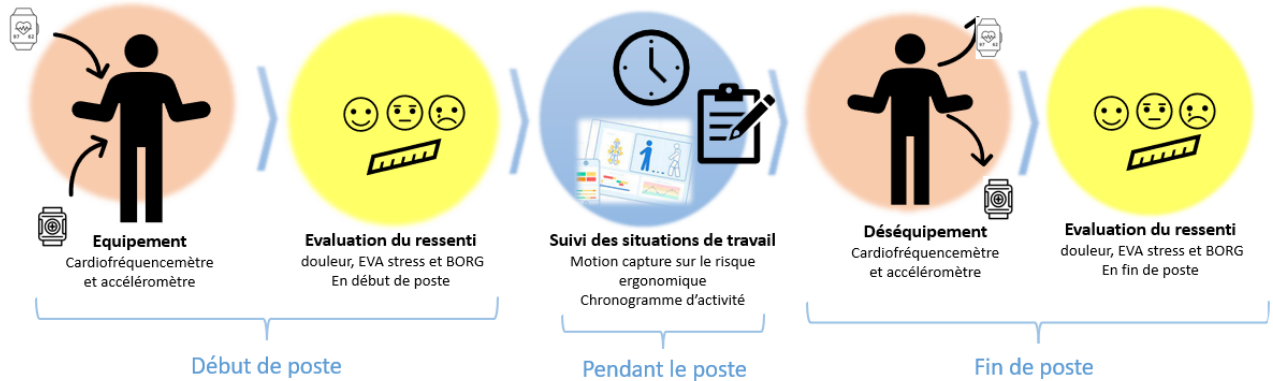 Equipement
Cardiofréquencemètre
et accéléromètre
Evaluation du ressenti
douleur, EVA stress et BORG
En début de poste
Suivi des situations de travail
Motion capture sur le risque
ergonomique
Chronogramme d’activité
Déséquipement
Cardiofréquencemètre
et accéléromètre
Evaluation du ressenti
douleur, EVA stress et BORG
En fin de poste
Début de poste
Pendant le poste
Fin de poste